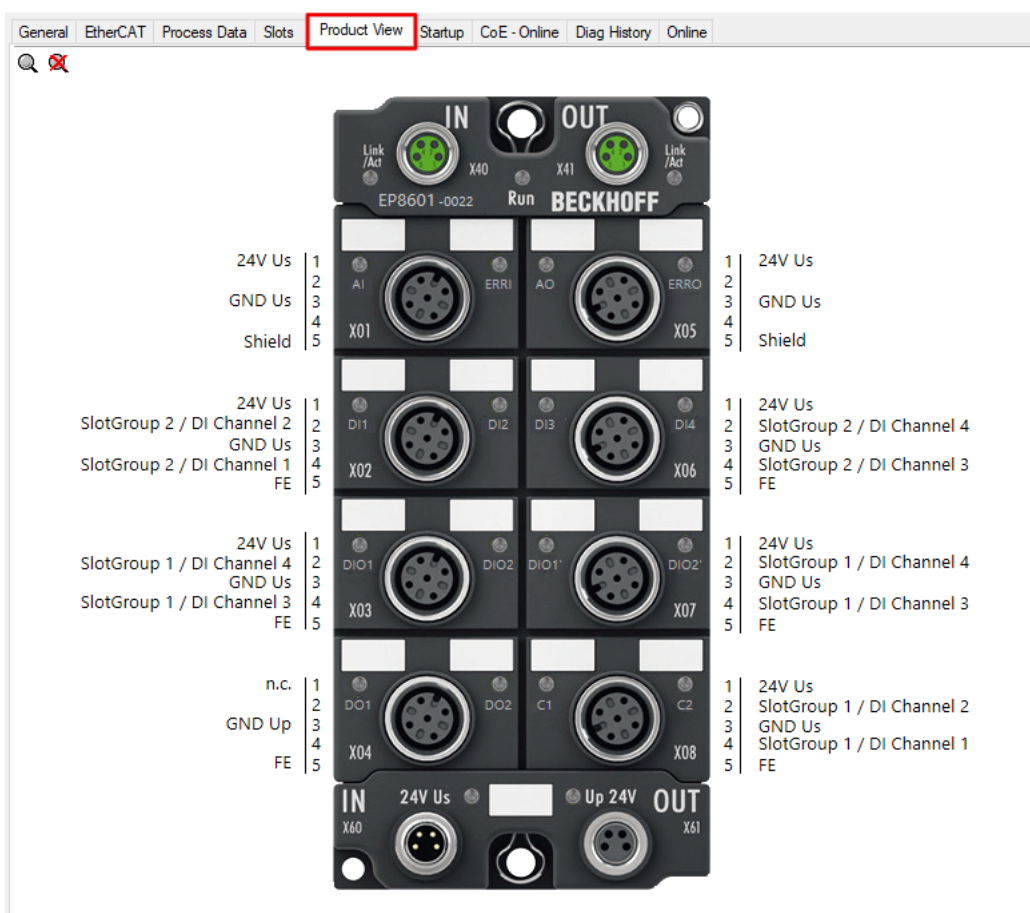 General EtherCAT Process Data Slots Product View Startup CoE - Online Diag History Online
IN OUT
Link/Act X40 X41 Link/Act
EP8601-0022 Run BECKHOFF
24V Us 1
2
GND Us 3
4
Shield 5
AI ERRI
X01
AO ERRO
X05
1 24V Us
2
3 GND Us
4
5 Shield
24V Us 1
SlotGroup 2 / DI Channel 2 2
GND Us 3
SlotGroup 2 / DI Channel 1 4
FE 5
DI1 DI2
X02
DI3 DI4
X06
1 24V Us
2 SlotGroup 2 / DI Channel 4
3 GND Us
4 SlotGroup 2 / DI Channel 3
5 FE
24V Us 1
SlotGroup 1 / DI Channel 4 2
GND Us 3
SlotGroup 1 / DI Channel 3 4
FE 5
DIO1 DIO2
X03
DIO1' DIO2'
X07
1 24V Us
2 SlotGroup 1 / DI Channel 4
3 GND Us
4 SlotGroup 1 / DI Channel 3
5 FE
n.c. 1
2
GND Up 3
4
FE 5
DO1 DO2
X04
C1 C2
X08
1 24V Us
2 SlotGroup 1 / DI Channel 2
3 GND Us
4 SlotGroup 1 / DI Channel 1
5 FE
IN 24V Us Up 24V OUT
X60 X61